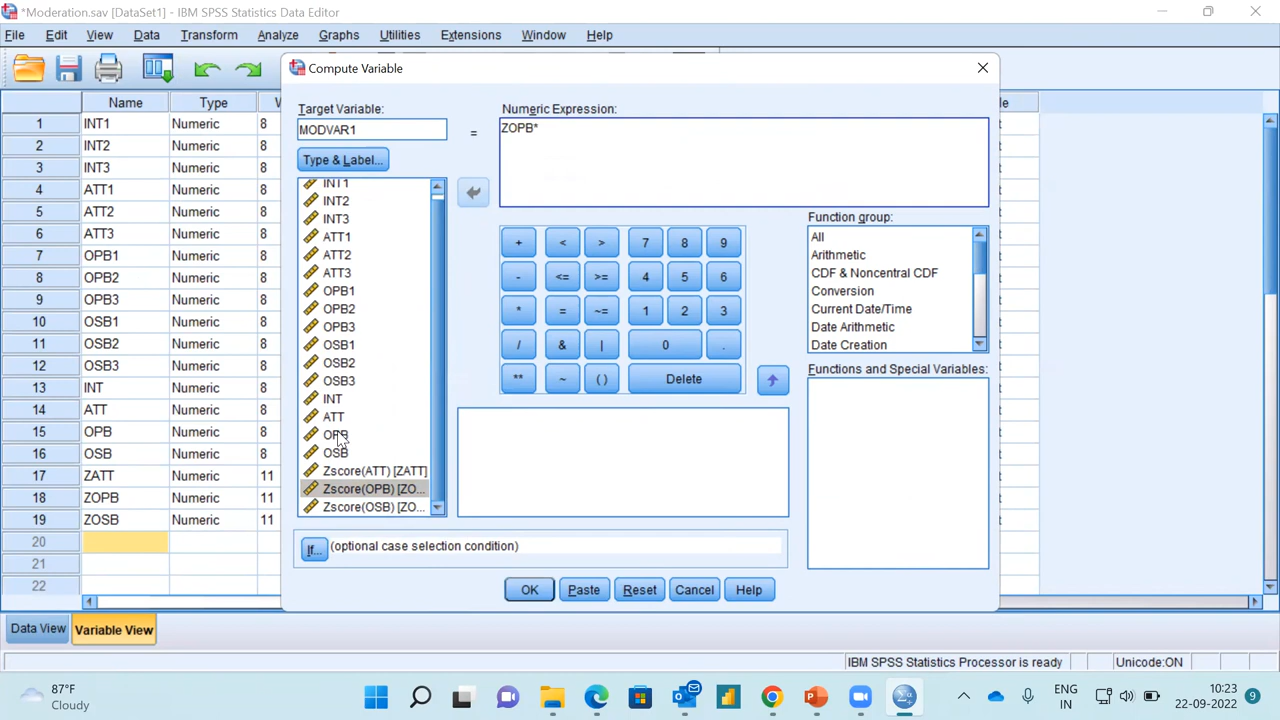 *Moderation.sav [DataSet1] - IBM SPSS Statistics Data Editor
File Edit View Data Transform Analyze Graphs Utilities Extensions Window Help
Name Type W
1 INT1 Numeric 8
2 INT2 Numeric 8
3 INT3 Numeric 8
4 ATT1 Numeric 8
5 ATT2 Numeric 8
6 ATT3 Numeric 8
7 OPB1 Numeric 8
8 OPB2 Numeric 8
9 OPB3 Numeric 8
10 OSB1 Numeric 8
11 OSB2 Numeric 8
12 OSB3 Numeric 8
13 INT Numeric 8
14 ATT Numeric 8
15 OPB Numeric 8
16 OSB Numeric 8
17 ZATT Numeric 11
18 ZOPB Numeric 11
19 ZOSB Numeric 11
20
21
22
Compute Variable
Target Variable:
MODVAR1
=
Type & Label...
Numeric Expression:
ZOPB*
INT1
INT2
INT3
ATT1
ATT2
ATT3
OPB1
OPB2
OPB3
OSB1
OSB2
OSB3
INT
ATT
OPB
OSB
Zscore(ATT) [ZATT]
Zscore(OPB) [ZO...
Zscore(OSB) [ZO...
+ < > 7 8 9
- <= >= 4 5 6
* = ~= 1 2 3
/ & | 0 .
** ~ ( ) Delete
Function group:
All
Arithmetic
CDF & Noncentral CDF
Conversion
Current Date/Time
Date Arithmetic
Date Creation
Functions and Special Variables:
If... (optional case selection condition)
OK Paste Reset Cancel Help
Data View Variable View
IBM SPSS Statistics Processor is ready Unicode:ON
87°F
Cloudy
ENG
IN
10:23
22-09-2022
9